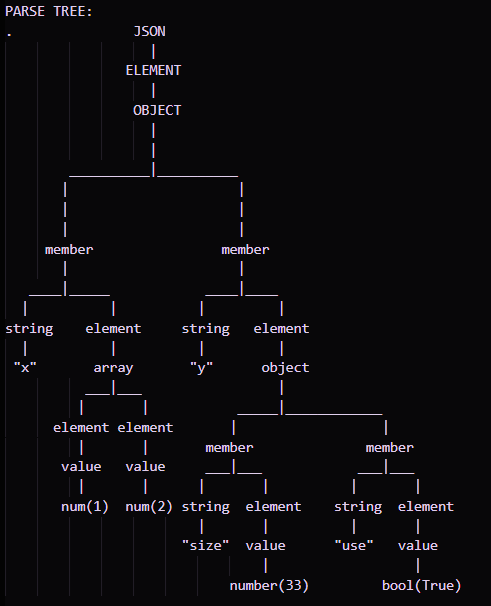 PARSE TREE:
. JSON
ELEMENT
OBJECT
member member
string element string element
"x" array "y" object
element element
member member
value value
num(1) num(2) string element string element
"size" value "use" value
number(33) bool(True)